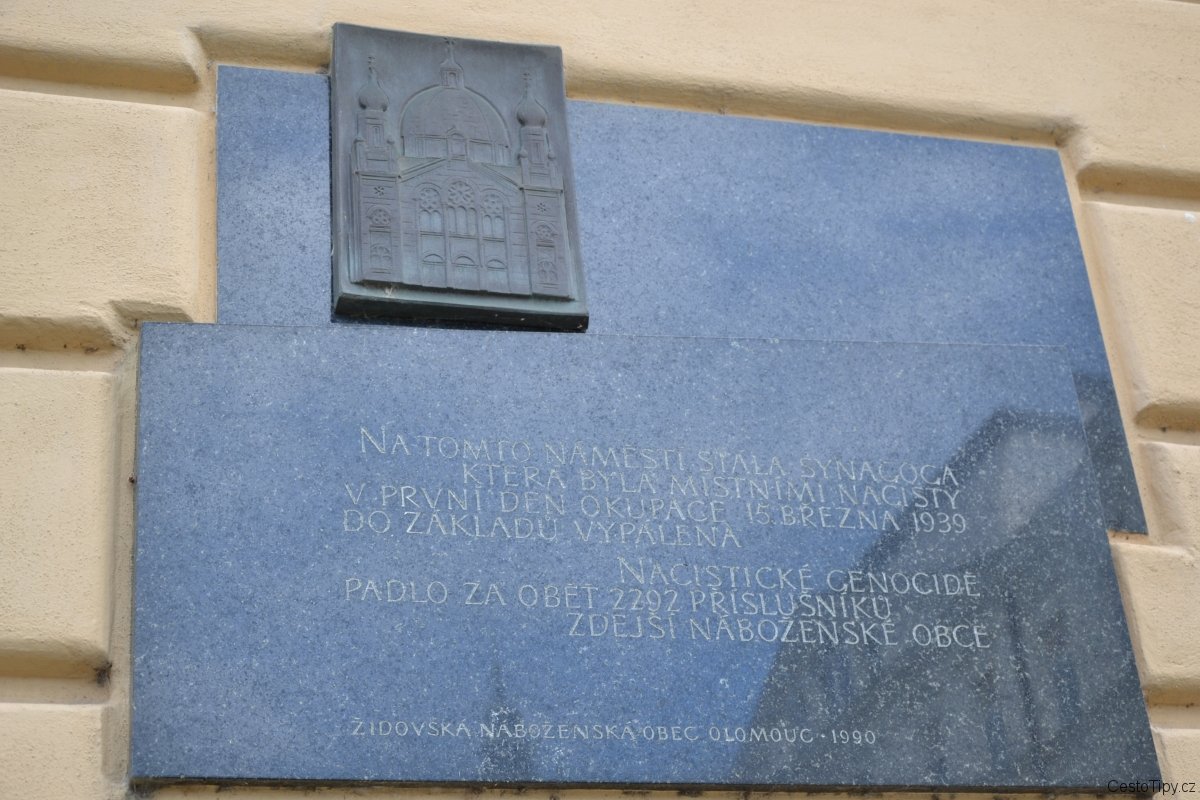 NA TOMTO NÁMĚSTÍ STÁLA SYNAGOGA
KTERÁ BYLA MÍSTNÍMI NACISTY
V PRVNÍ DEN OKUPACE 15. BŘEZNA 1939
DO ZÁKLADŮ VYPÁLENA
NACISTICKÉ GENOCIDĚ
PADLO ZA OBĚŤ 2292 PŘÍSLUŠNÍKŮ
ZDEJŠÍ NÁBOŽENSKÉ OBCE
ŽIDOVSKÁ NÁBOŽENSKÁ OBEC OLOMOUC · 1990
CestoTipy.cz